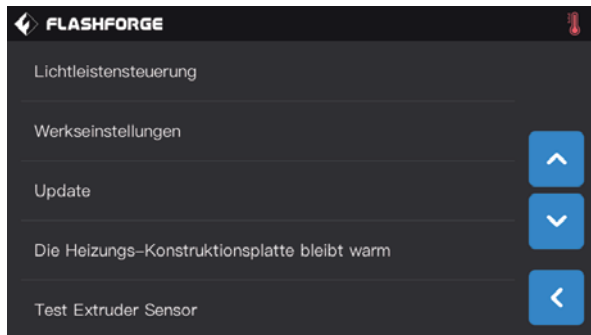 FLASHFORGE
Lichtleistensteuerung
Werkseinstellungen
Update
Die Heizungs-Konstruktionsplatte bleibt warm
Test Extruder Sensor